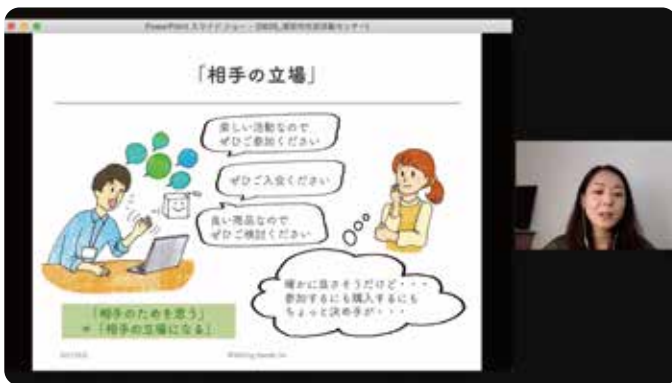 「相手の立場」
楽しい活動なので
ぜひご参加ください
ぜひご入会ください
良い商品なので
ぜひご検討ください
確かに良さそうだけど・・・
参加するにも購入するにも
ちょっと決め手が・・・
「相手のためを思う」
=「相手の立場になる」